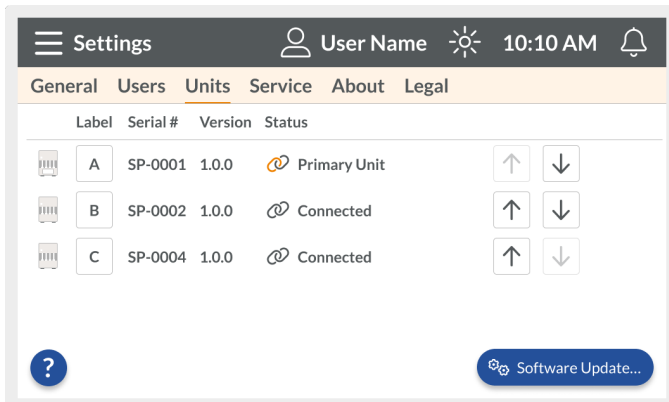 Settings User Name 10:10 AM
General Users Units Service About Legal
Label Serial # Version Status
A SP-0001 1.0.0 Primary Unit
B SP-0002 1.0.0 Connected
C SP-0004 1.0.0 Connected
? Software Update...